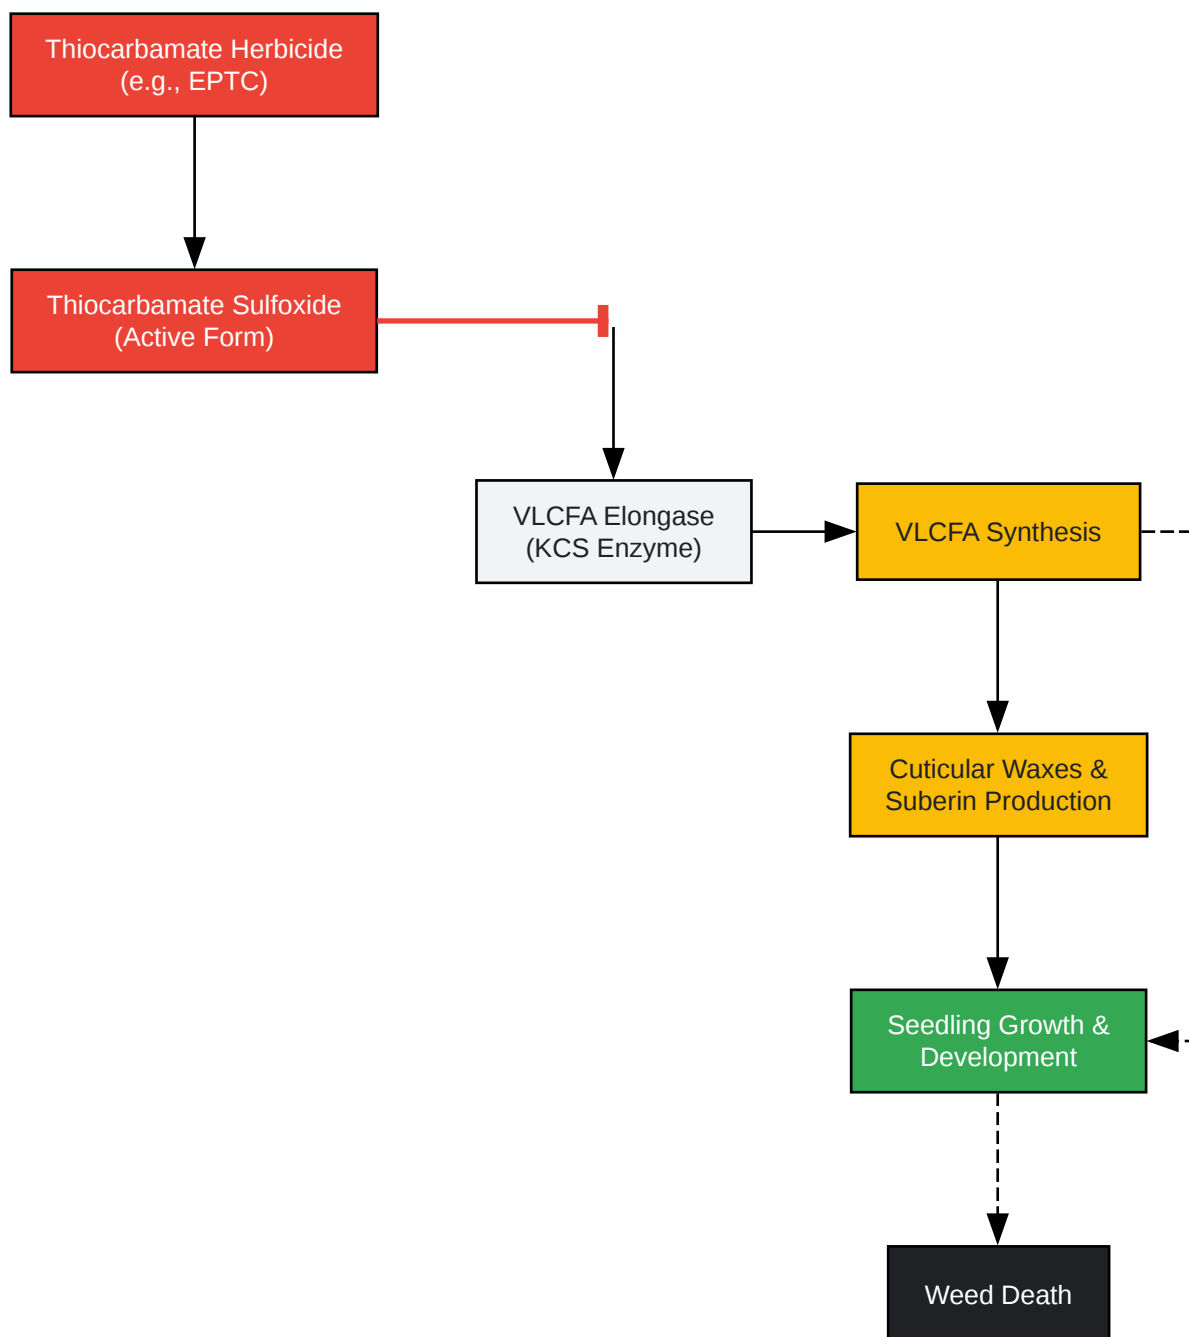 Thiocarbamate Herbicide
(e.g., EPTC)
Thiocarbamate Sulfoxide
(Active Form)
VLCFA Elongase
(KCS Enzyme)
VLCFA Synthesis
Cuticular Waxes &
Suberin Production
Seedling Growth &
Development
Weed Death